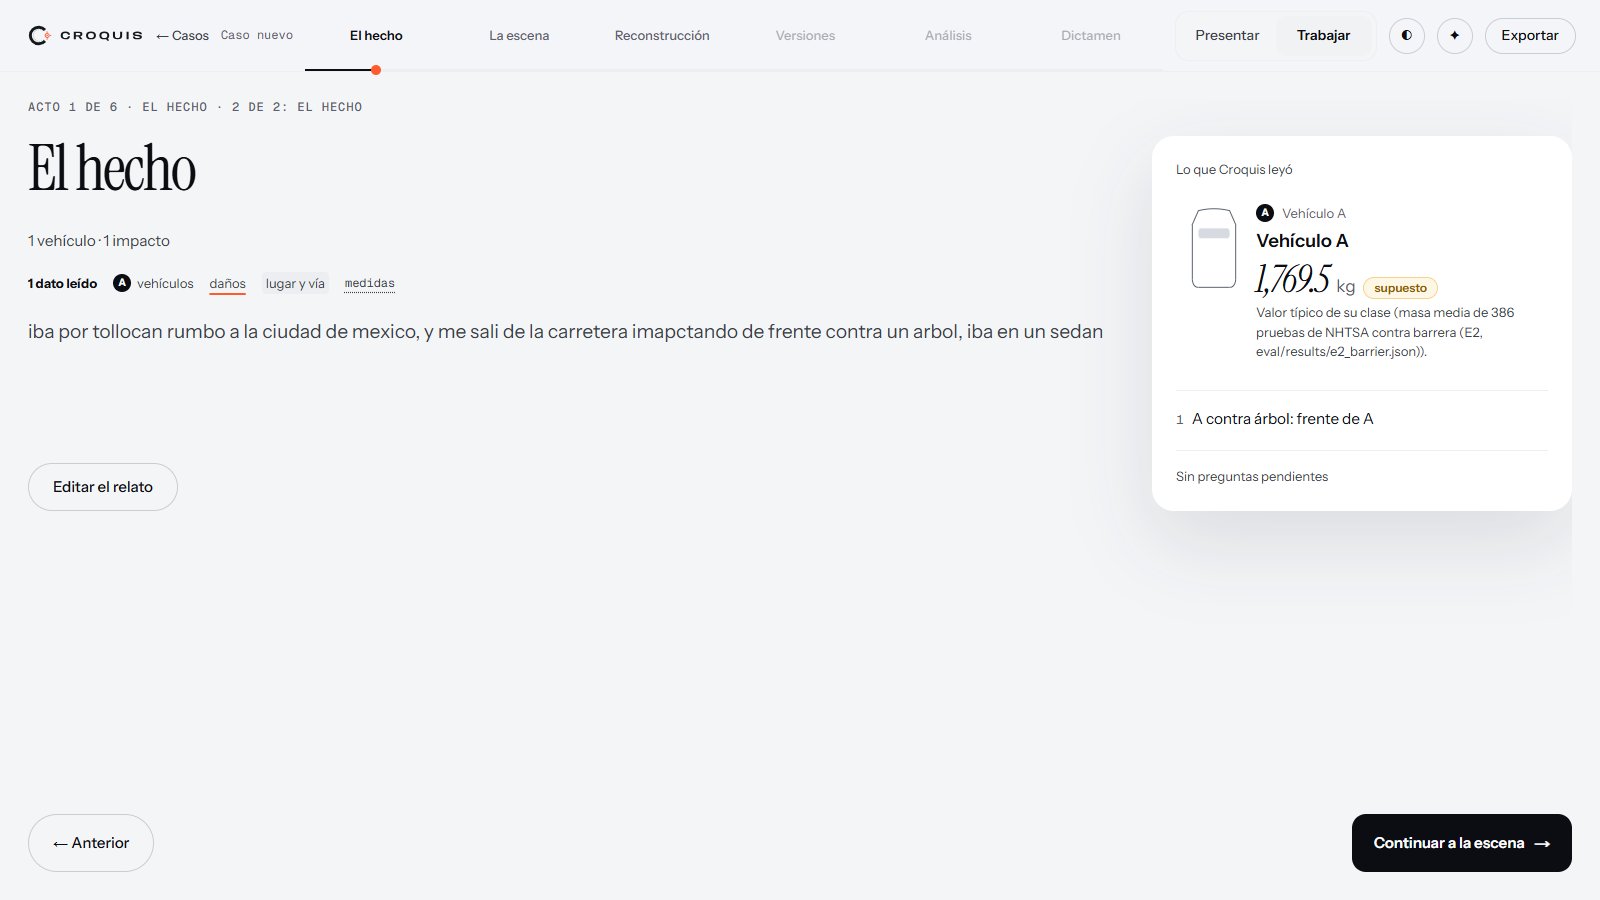 CROQUIS ← Casos Caso nuevo El hecho La escena Reconstrucción Versiones Análisis Dictamen Presentar Trabajar Exportar
ACTO 1 DE 6 · EL HECHO · 2 DE 2: EL HECHO
El hecho
1 vehículo · 1 impacto
1 dato leído A vehículos daños lugar y vía medidas
iba por tollocan rumbo a la ciudad de mexico, y me sali de la carretera imapctando de frente contra un arbol, iba en un sedan
Editar el relato
Lo que Croquis leyó
A Vehículo A
Vehículo A
1,769.5 kg supuesto
Valor típico de su clase (masa media de 386
pruebas de NHTSA contra barrera (E2,
eval/results/e2_barrier.json)).
1 A contra árbol: frente de A
Sin preguntas pendientes
← Anterior
Continuar a la escena →